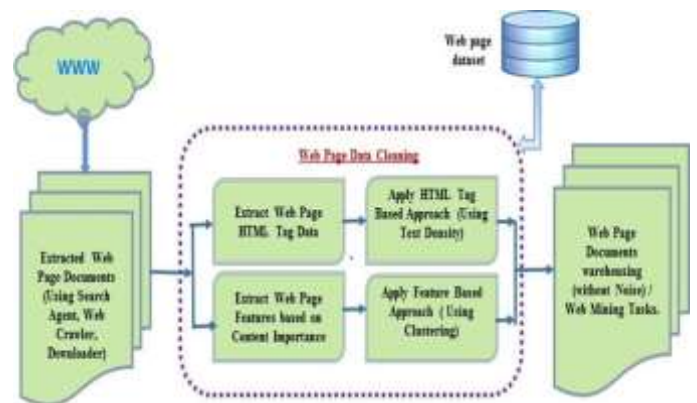 WWW
Web page
dataset
Web Page Data Cleaning
Extracted Web
Page Documents
(Using Search
Agent, Web
Crawler,
Downloader)
Extract Web Page
HTML Tag Data
Apply HTML Tag
Based Approach (Using
Text Density)
Extract Web Page
Features based on
Content Importance
Apply Feature Based
Approach ( Using
Clustering)
Web Page
Documents
warehousing
(without Noise) /
Web Mining Tasks.